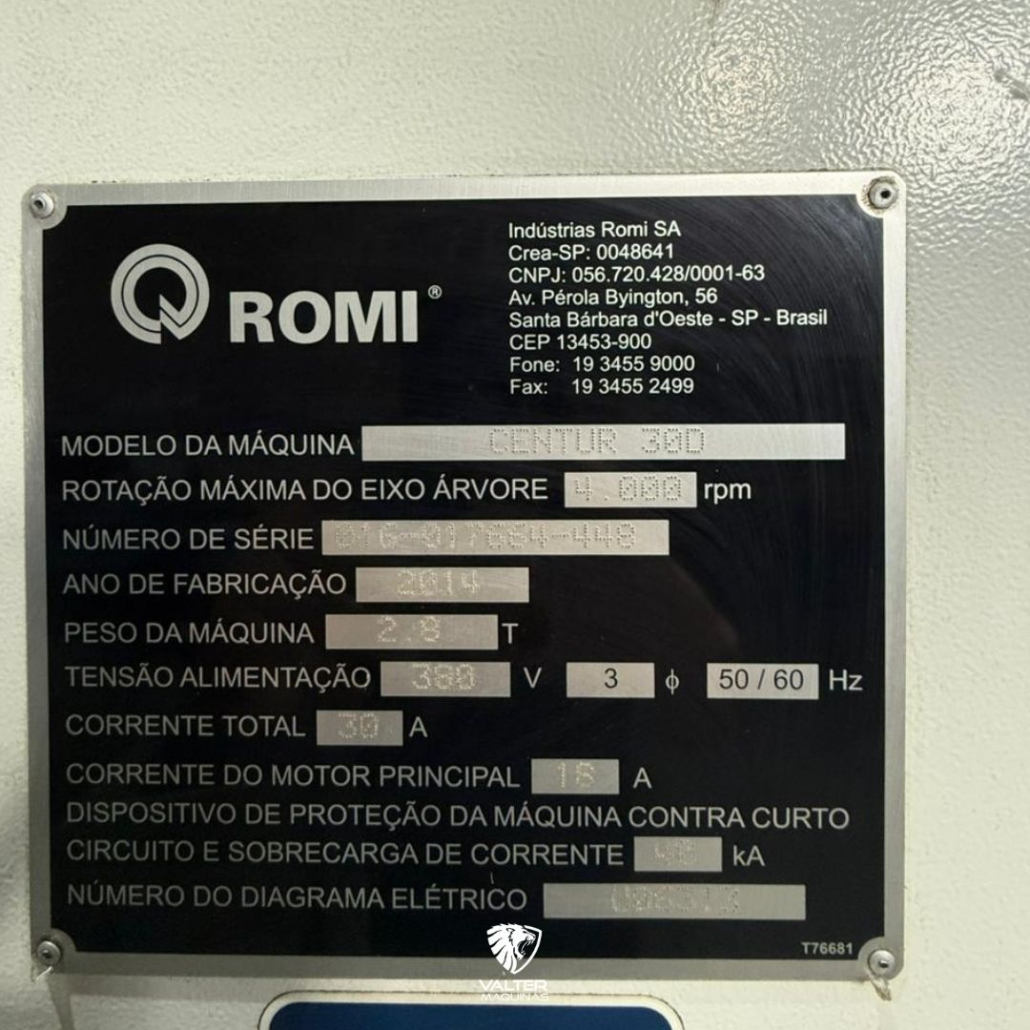 ROMI®
Indústrias Romi SA
Crea-SP: 0048641
CNPJ: 056.720.428/0001-63
Av. Pérola Byington, 56
Santa Bárbara d'Oeste - SP - Brasil
CEP 13453-900
Fone: 19 3455 9000
Fax: 19 3455 2499
MODELO DA MÁQUINA CENTUR 30D
ROTAÇÃO MÁXIMA DO EIXO ÁRVORE 4.000 rpm
NÚMERO DE SÉRIE 016-017664-448
ANO DE FABRICAÇÃO 2014
PESO DA MÁQUINA 2.8 T
TENSÃO ALIMENTAÇÃO 380 V 3 ϕ 50 / 60 Hz
CORRENTE TOTAL 30 A
CORRENTE DO MOTOR PRINCIPAL 18 A
DISPOSITIVO DE PROTEÇÃO DA MÁQUINA CONTRA CURTO
CIRCUITO E SOBRECARGA DE CORRENTE kA
NÚMERO DO DIAGRAMA ELÉTRICO
T76681
VALTER
MÁQUINAS